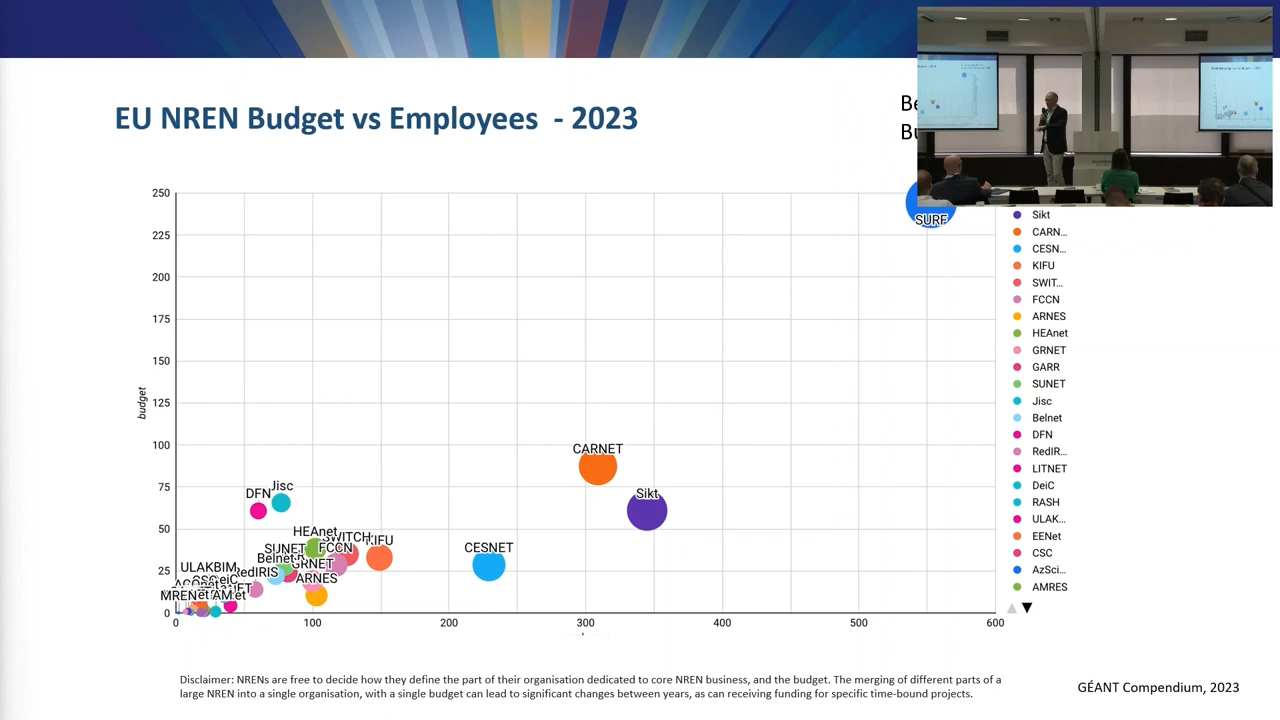 EU NREN Budget vs Employees - 2023
Be
Bu
250
225
200
175
150
125
100
75
50
25
0
budget
0
100
200
300
400
500
600
SURF
CARNET
Sikt
DFN
Jisc
HEAnet
SWITCH
KIFU
SUNET
FCCN
CESNET
Belnet
GRNET
ULAKBIM
RedIRIS
ARNES
DeiC
MREN
AMet
Sikt
CARN...
CESN...
KIFU
SWIT...
FCCN
ARNES
HEAnet
GRNET
GARR
SUNET
Jisc
Belnet
DFN
RedIR...
LITNET
DeiC
RASH
ULAK...
EENet
CSC
AzSci...
AMRES
Disclaimer: NRENs are free to decide how they define the part of their organisation dedicated to core NREN business, and the budget. The merging of different parts of a
large NREN into a single organisation, with a single budget can lead to significant changes between years, as can receiving funding for specific time-bound projects.
GÉANT Compendium, 2023